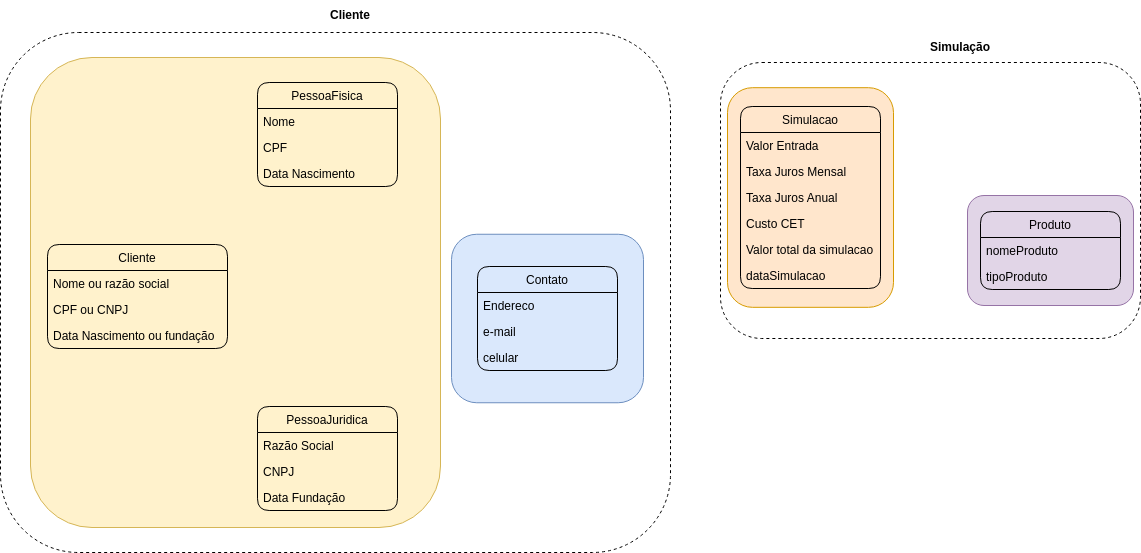 Cliente
PessoaFisica
Nome
CPF
Data Nascimento
Cliente
Nome ou razão social
CPF ou CNPJ
Data Nascimento ou fundação
PessoaJuridica
Razão Social
CNPJ
Data Fundação
Contato
Endereco
e-mail
celular
Simulação
Simulacao
Valor Entrada
Taxa Juros Mensal
Taxa Juros Anual
Custo CET
Valor total da simulacao
dataSimulacao
Produto
nomeProduto
tipoProduto